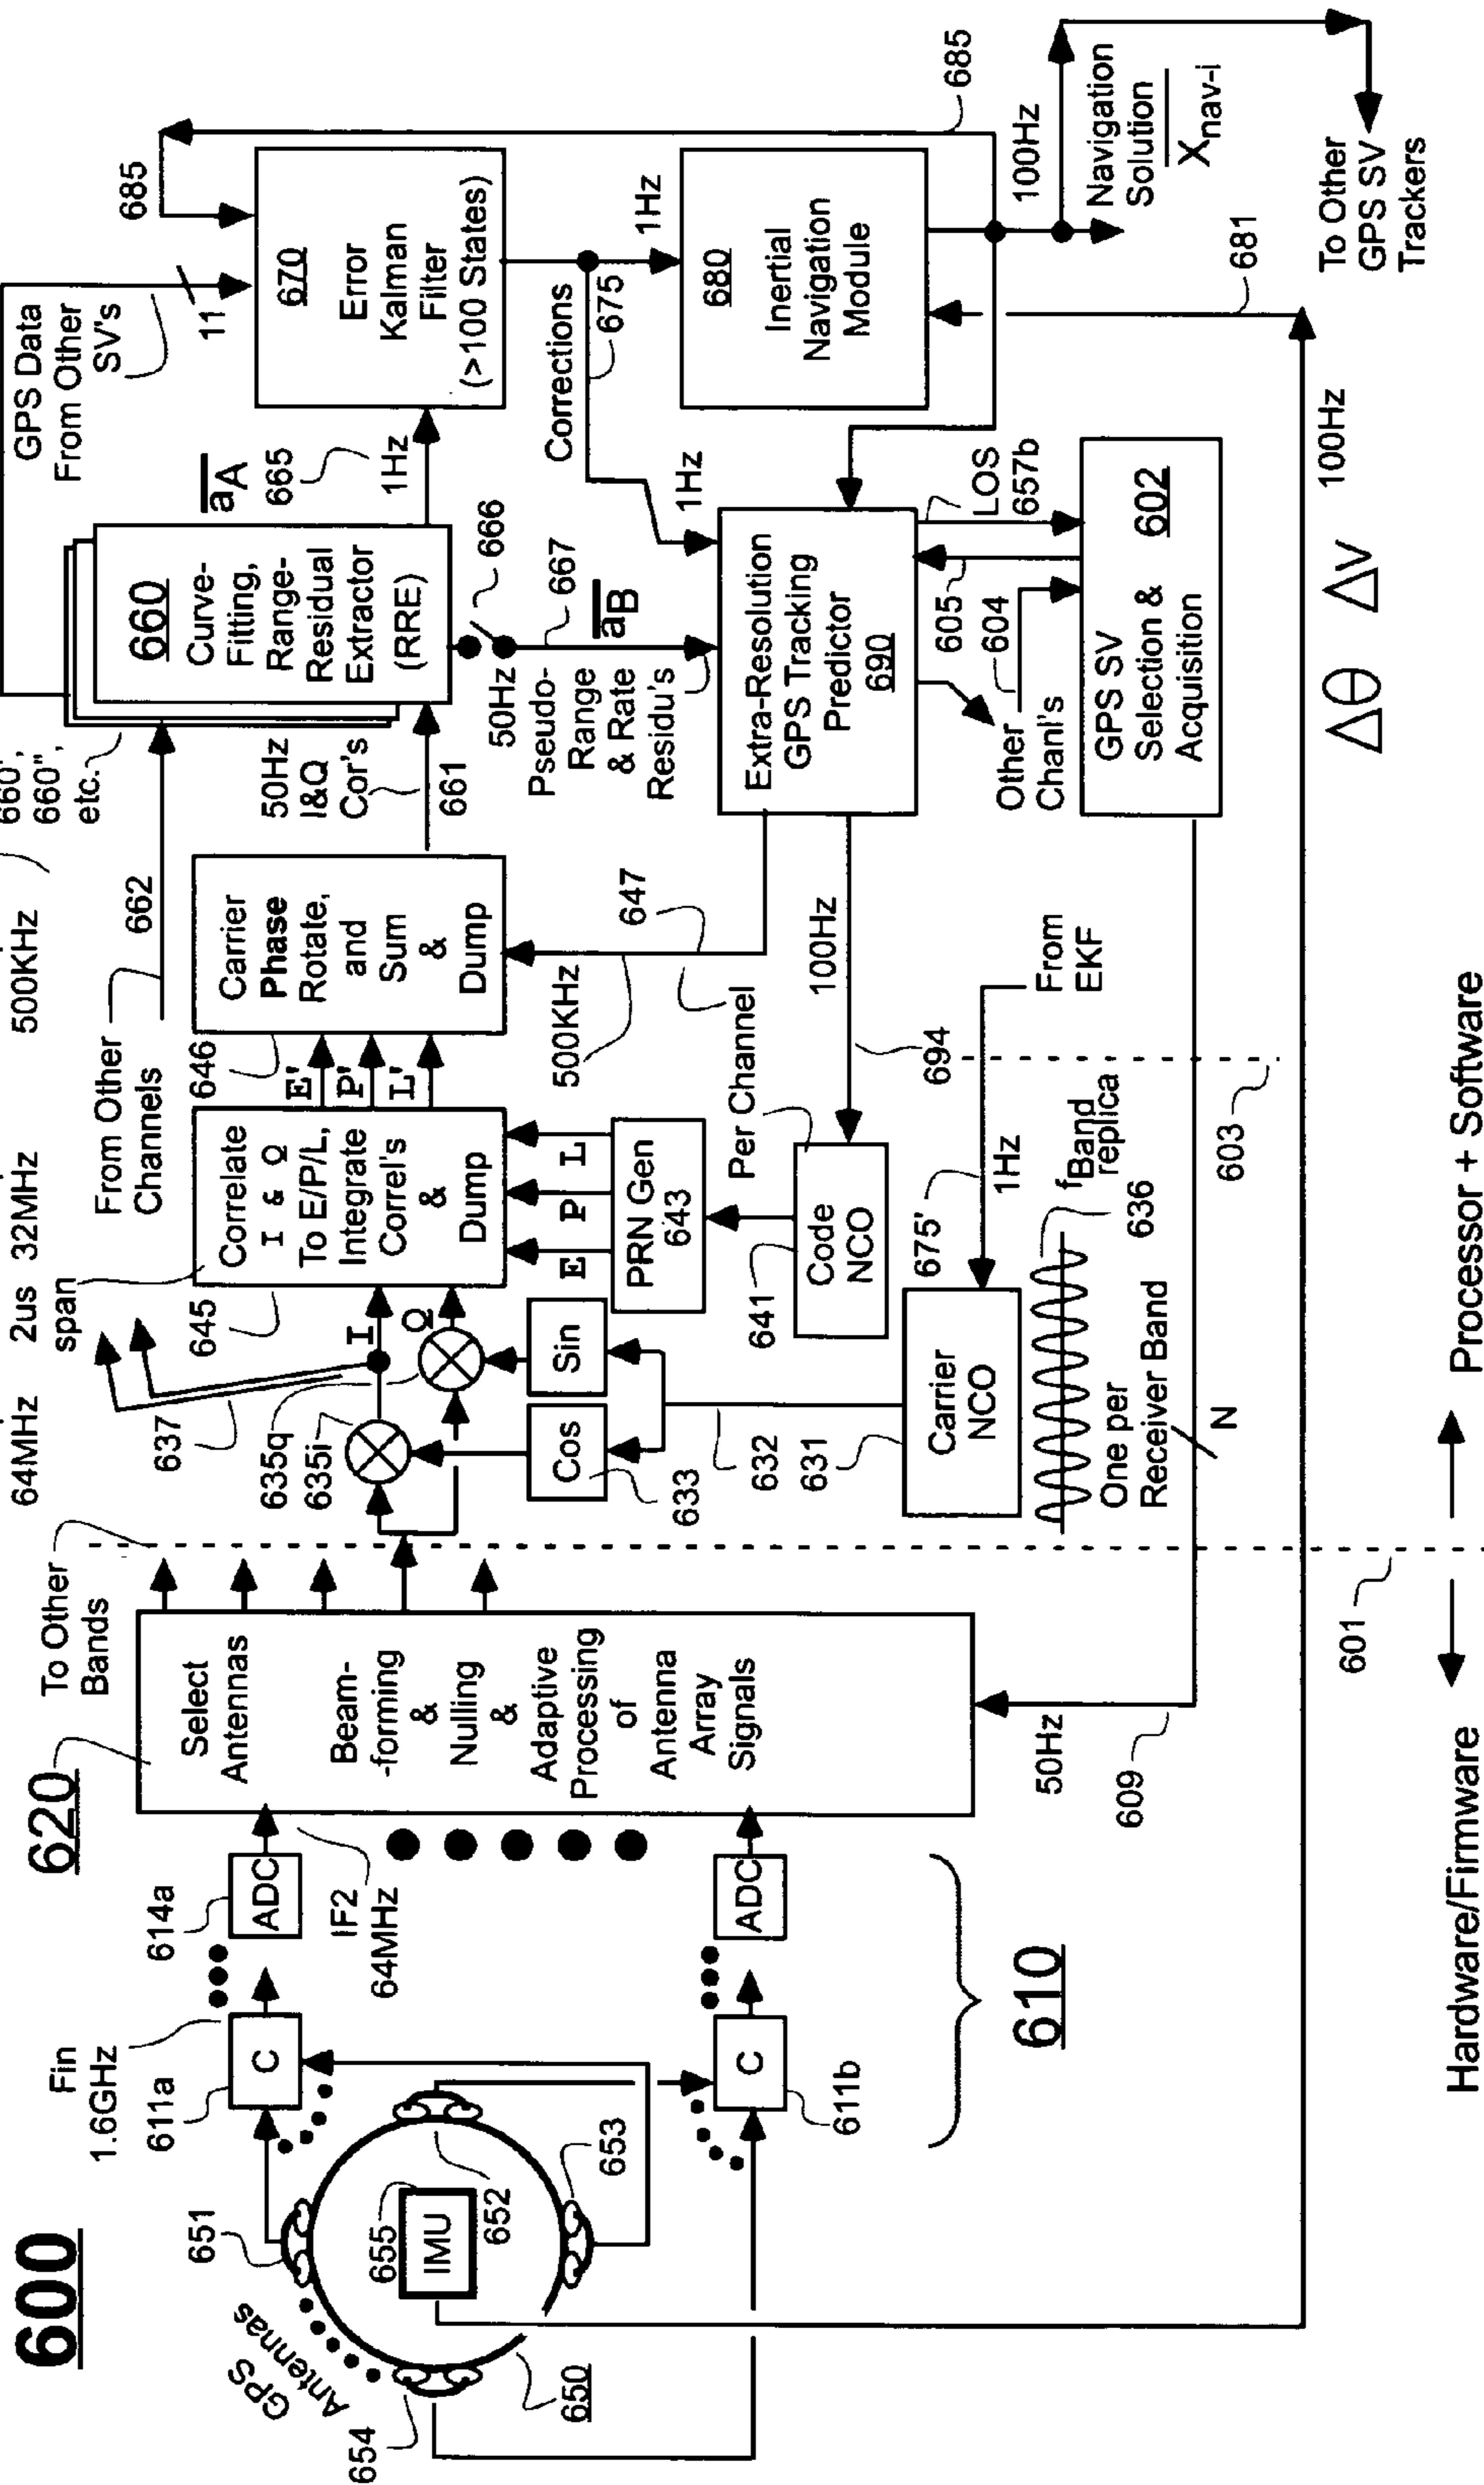 600
GPS
Antennas
651
652
653
654
655
IMU
650
Fin
1.6GHz
611a
C
614a
ADC
IF2
64MHz
C
611b
ADC
610
620
To Other
Bands
Select
Antennas
Beam-
-forming
&
Nulling
&
Adaptive
Processing
of
Antenna
Array
Signals
50Hz
609
64MHz
2us
span
32MHz
500KHz
637
635q
635i
I
Q
Cos
Sin
633
632
631
Carrier
NCO
675'
1Hz
From
EKF
fBand
replica
636
One per
Receiver Band
N
645
Correlate
I & Q
To E/P/L,
Integrate
Correl's
&
Dump
E P L
PRN Gen
643
641
Code
NCO
Per Channel
From Other
Channels
662
646
E'
P'
L'
Carrier
Phase
Rotate,
and
Sum
&
Dump
500KHz
647
100Hz
694
603
660',
660",
etc.
50Hz
I&Q
Cor's
661
660
Curve-
Fitting,
Range-
Residual
Extractor
(RRE)
GPS Data
From Other
SV's
11
685
aA
665
1Hz
666
667
aB
50Hz
Pseudo-
Range
& Rate
Residu's
670
Error
Kalman
Filter
(>100 States)
Corrections
675
1Hz
1Hz
680
Inertial
Navigation
Module
685
Extra-Resolution
GPS Tracking
Predictor
690
LOS
657b
605
604
Other
Chanl's
GPS SV
Selection &
Acquisition
602
100Hz
Navigation
Solution
Xnav-i
To Other
GPS SV
Trackers
681
100Hz
Δθ ΔV
601
Hardware/Firmware
Processor + Software